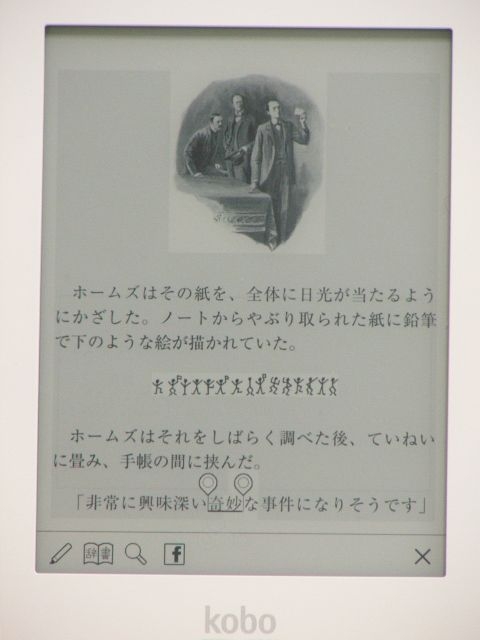 ホームズはその紙を、全体に日光が当たるよう
にかざした。ノートからやぶり取られた紙に鉛筆
で下のような絵が描かれていた。
ホームズはそれをしばらく調べた後、ていねい
に畳み、手帳の間に挟んだ。
「非常に興味深い奇妙な事件になりそうです」
辞書
f
kobo